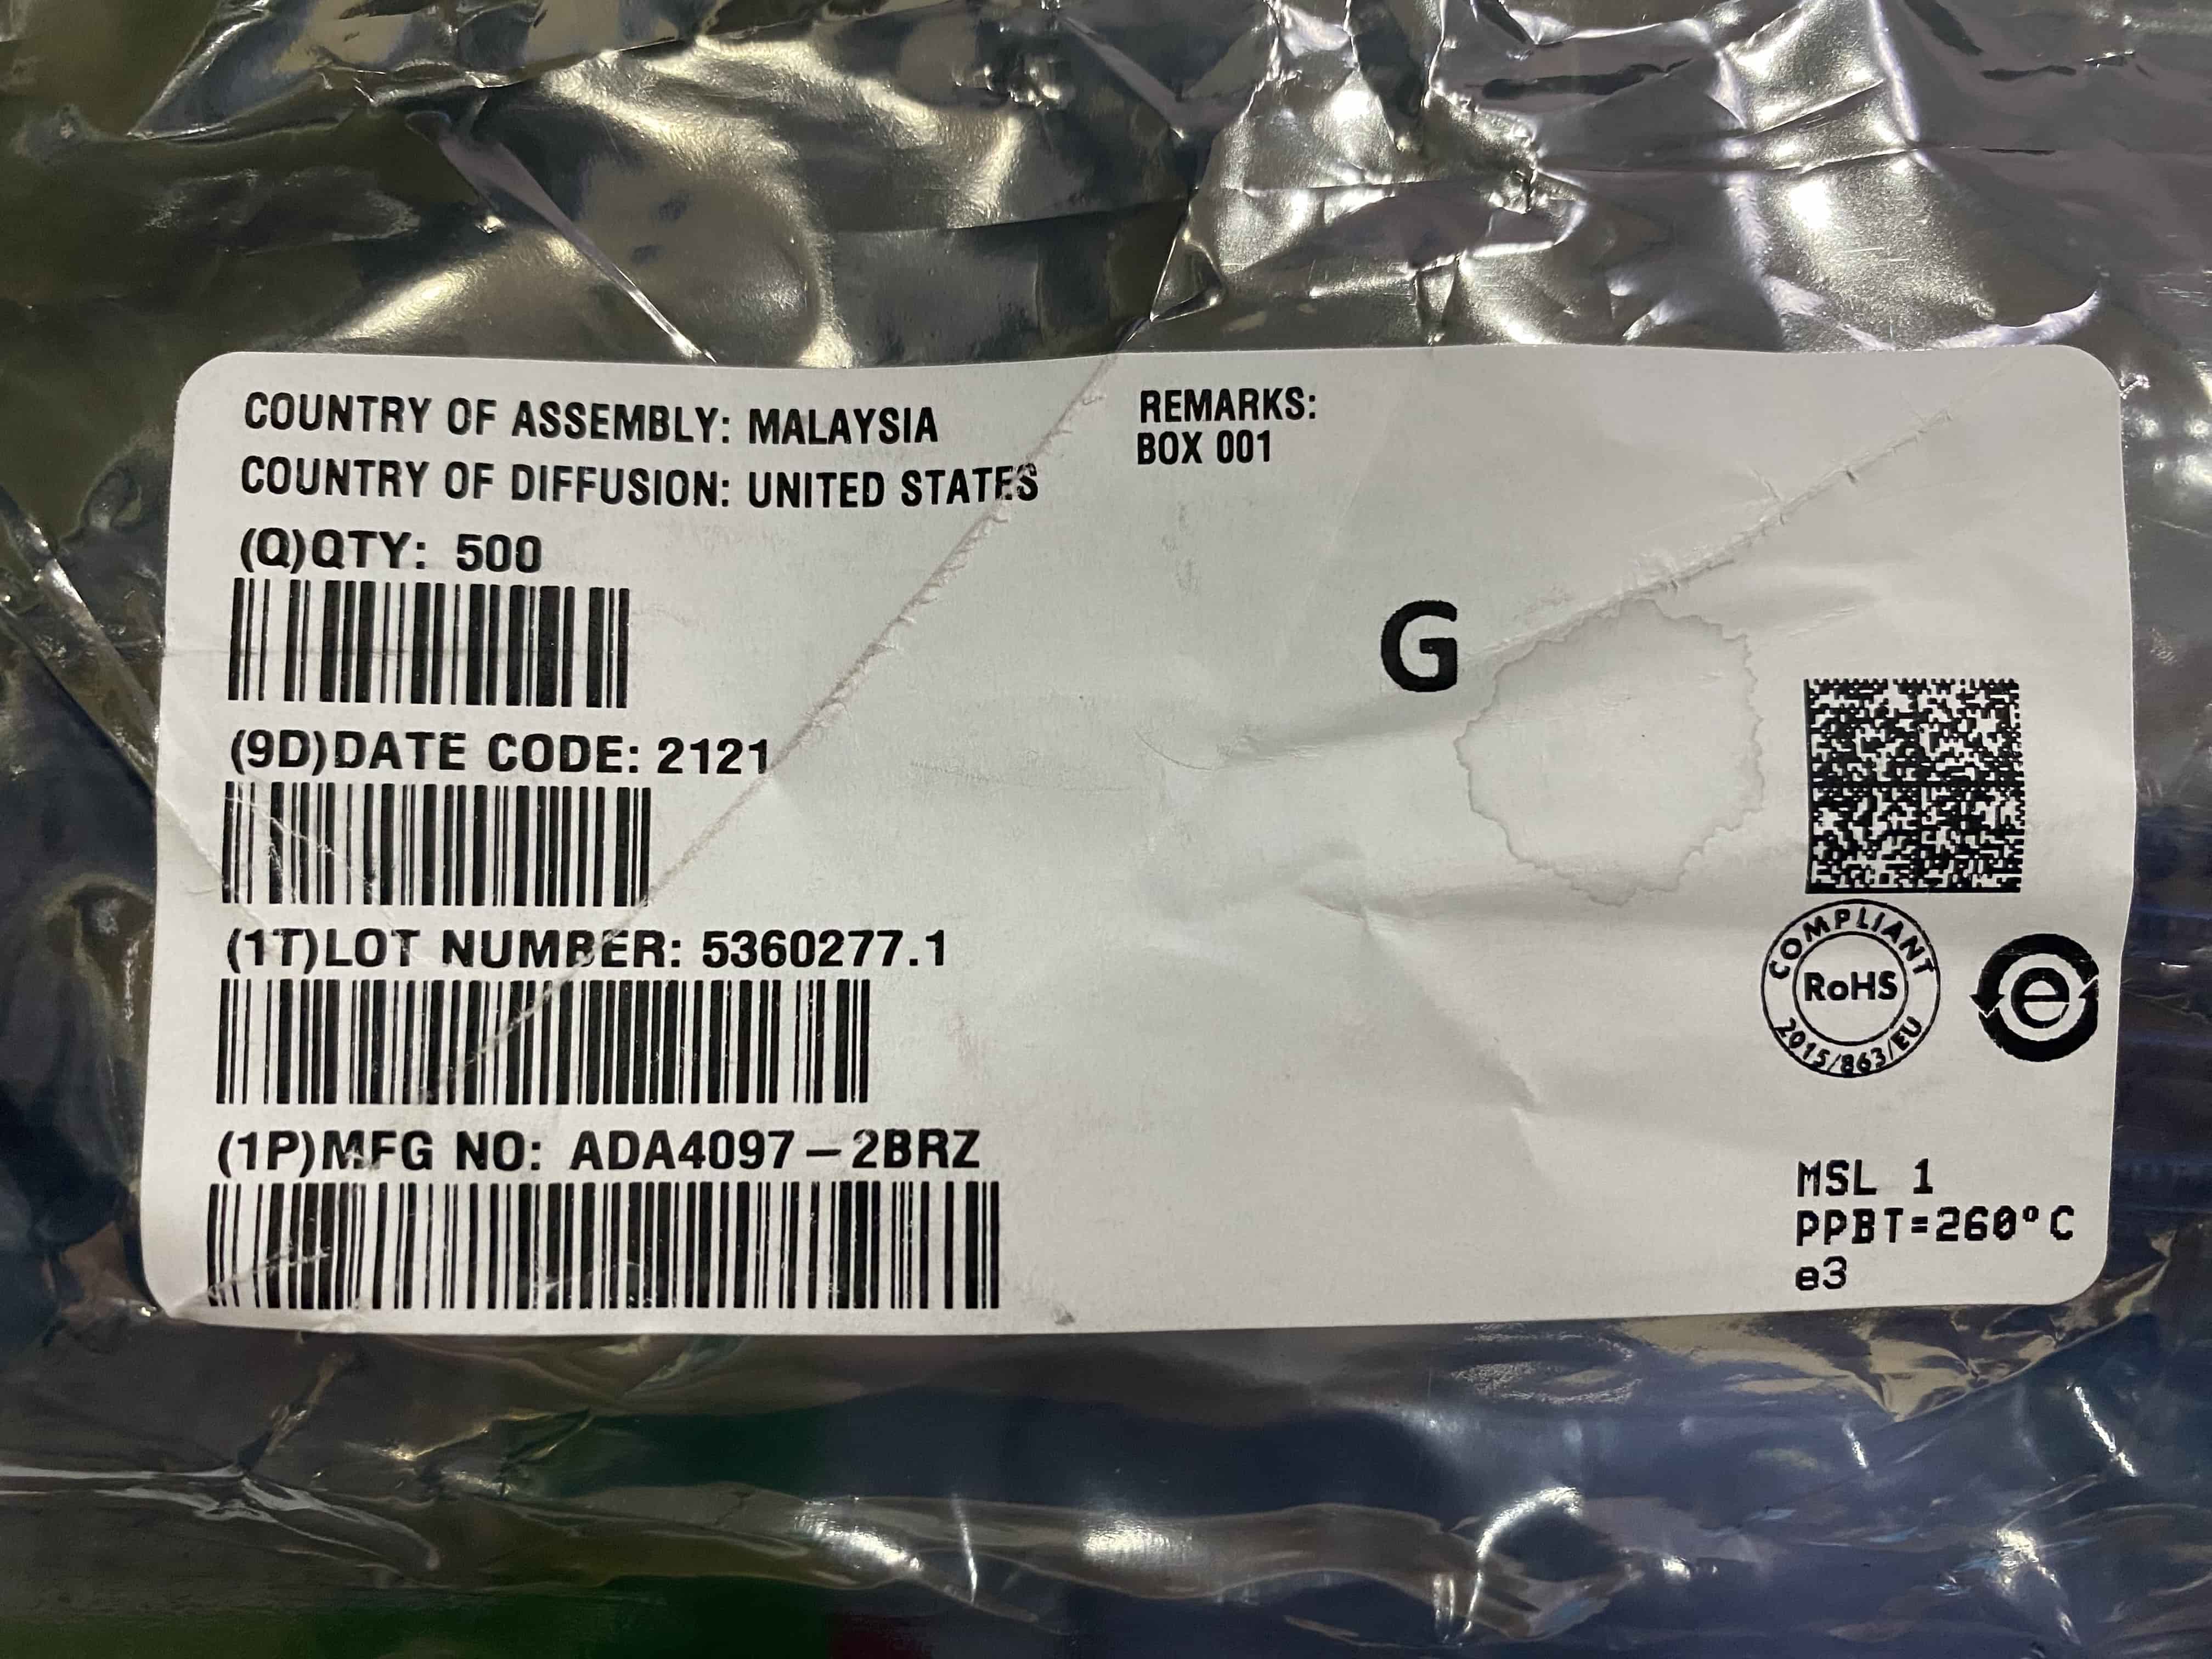 COUNTRY OF ASSEMBLY: MALAYSIA
COUNTRY OF DIFFUSION: UNITED STATES
(Q)QTY: 500
(9D)DATE CODE: 2121
(1T)LOT NUMBER: 5360277.1
(1P)MFG NO: ADA4097-2BRZ
REMARKS:
BOX 001
G
COMPLIANT
RoHS
2015/863/EU
e
MSL 1
PPBT=260°C
e3